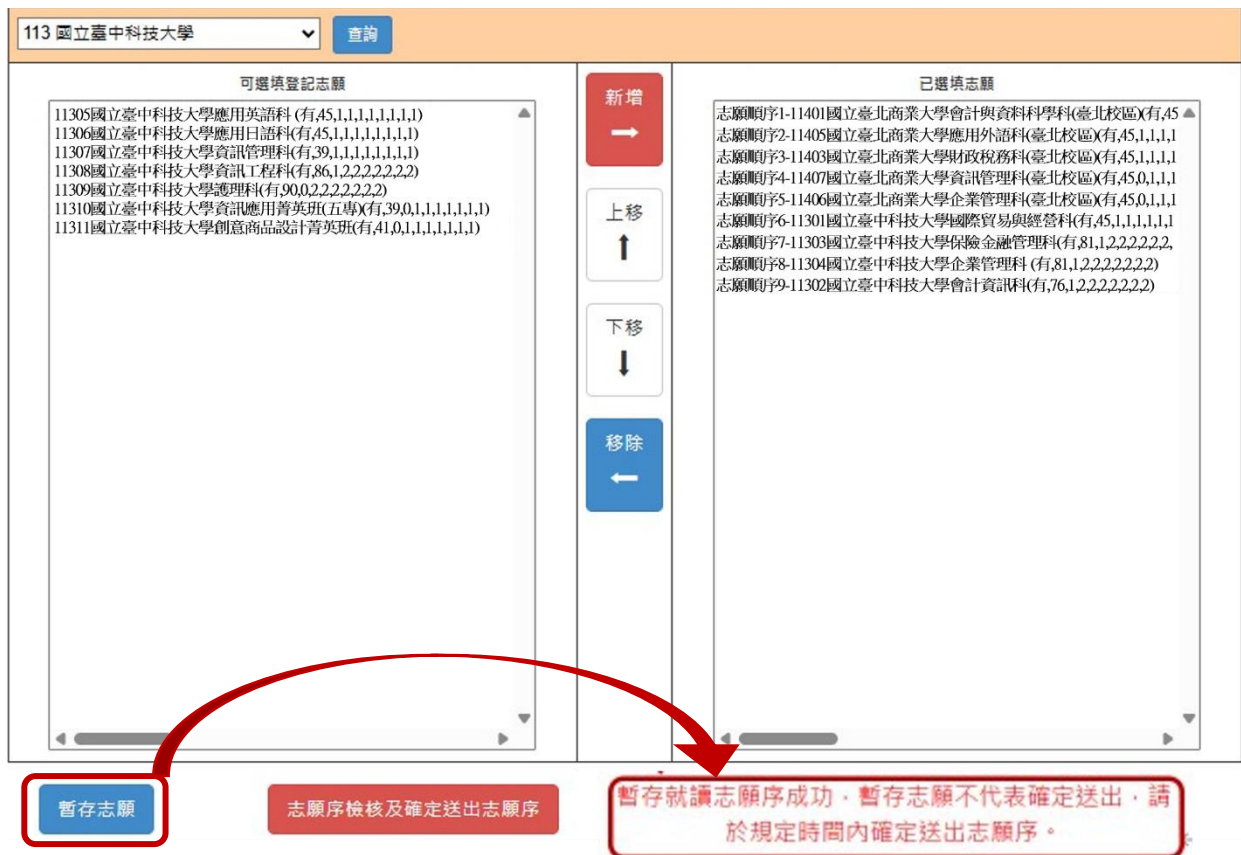 113 國立臺中科技大學
查詢
可選填登記志願
11305國立臺中科技大學應用英語科 (有,45,1,1,1,1,1,1,1,1)
11306國立臺中科技大學應用日語科(有,45,1,1,1,1,1,1,1,1)
11307國立臺中科技大學資訊管理科(有,39,1,1,1,1,1,1,1,1)
11308國立臺中科技大學資訊工程科(有,86,1,2,2,2,2,2,2,2)
11309國立臺中科技大學護理科(有,90,0,2,2,2,2,2,2,2)
11310國立臺中科技大學資訊應用菁英班(五專)(有,39,0,1,1,1,1,1,1,1)
11311國立臺中科技大學創意商品設計菁英班(有,41,0,1,1,1,1,1,1,1)
新增
上移
下移
移除
已選填志願
志願順序1-11401國立臺北商業大學會計與資料科學科(臺北校區)(有,45
志願順序2-11405國立臺北商業大學應用外語科(臺北校區)(有,45,1,1,1,1
志願順序3-11403國立臺北商業大學財政稅務科(臺北校區)(有,45,1,1,1,1
志願順序4-11407國立臺北商業大學資訊管理科(臺北校區)(有,45,0,1,1,1
志願順序5-11406國立臺北商業大學企業管理科(臺北校區)(有,45,0,1,1,1
志願順序6-11301國立臺中科技大學國際貿易與經營科(有,45,1,1,1,1,1,1
志願順序7-11303國立臺中科技大學保險金融管理科(有,81,1,2,2,2,2,2,2,
志願順序8-11304國立臺中科技大學企業管理科 (有,81,1,2,2,2,2,2,2,2)
志願順序9-11302國立臺中科技大學會計資訊科(有,76,1,2,2,2,2,2,2,2)
暫存志願
志願序檢核及確定送出志願序
暫存就讀志願序成功，暫存志願不代表確定送出，請
於規定時間內確定送出志願序。